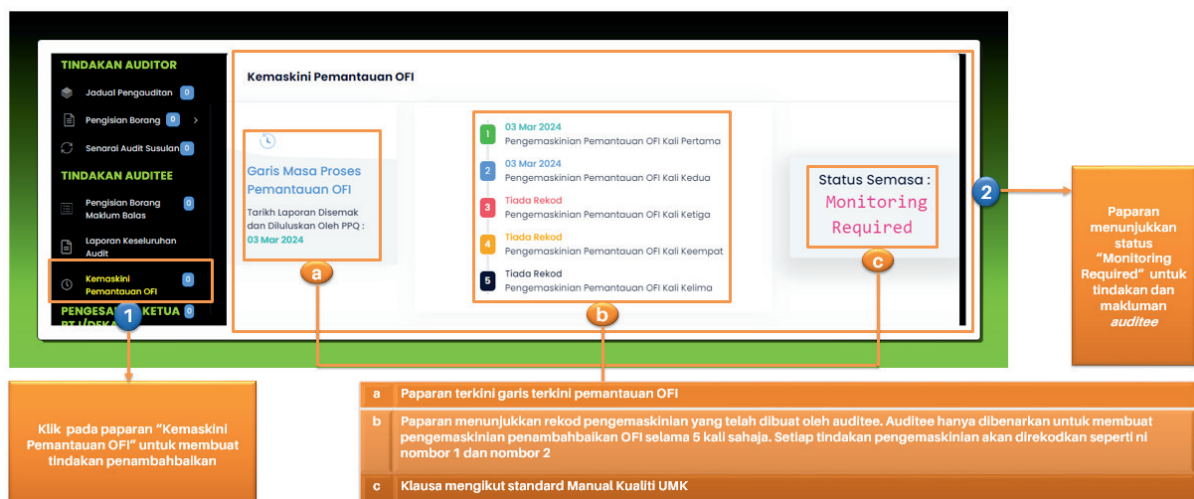 TINDAKAN AUDITOR
Jadual Pengauditan 0
Pengisian Borang 0 >
Senarai Audit Susulan 0
TINDAKAN AUDITEE
Pengisian Borang 0
Maklum Balas
Laporan Keseluruhan
Audit
Kemaskini 0
Pemantauan OFI
KETUA 0
1
Kemaskini Pemantauan OFI
Garis Masa Proses
Pemantauan OFI
Tarikh Laporan Disemak
dan Diluluskan Oleh PPQ :
03 Mar 2024
a
1 03 Mar 2024
Pengemaskinian Pemantauan OFI Kali Pertama
2 03 Mar 2024
Pengemaskinian Pemantauan OFI Kali Kedua
3 Tiada Rekod
Pengemaskinian Pemantauan OFI Kali Ketiga
4 Tiada Rekod
Pengemaskinian Pemantauan OFI Kali Keempat
5 Tiada Rekod
Pengemaskinian Pemantauan OFI Kali Kelima
b
Status Semasa :
Monitoring
Required
c
2
Paparan
menunjukkan
status
“Monitoring
Required” untuk
tindakan dan
makluman
auditee
Klik pada paparan “Kemaskini
Pemantauan OFI” untuk membuat
tindakan penambahbaikan
a Paparan terkini garis terkini pemantauan OFI
b Paparan menunjukkan rekod pengemaskinian yang telah dibuat oleh auditee. Auditee hanya dibenarkan untuk membuat
pengemaskinian penambahbaikan OFI selama 5 kali sahaja. Setiap tindakan pengemaskinian akan direkodkan seperti ni
nombor 1 dan nombor 2
c Klausa mengikut standard Manual Kualiti UMK